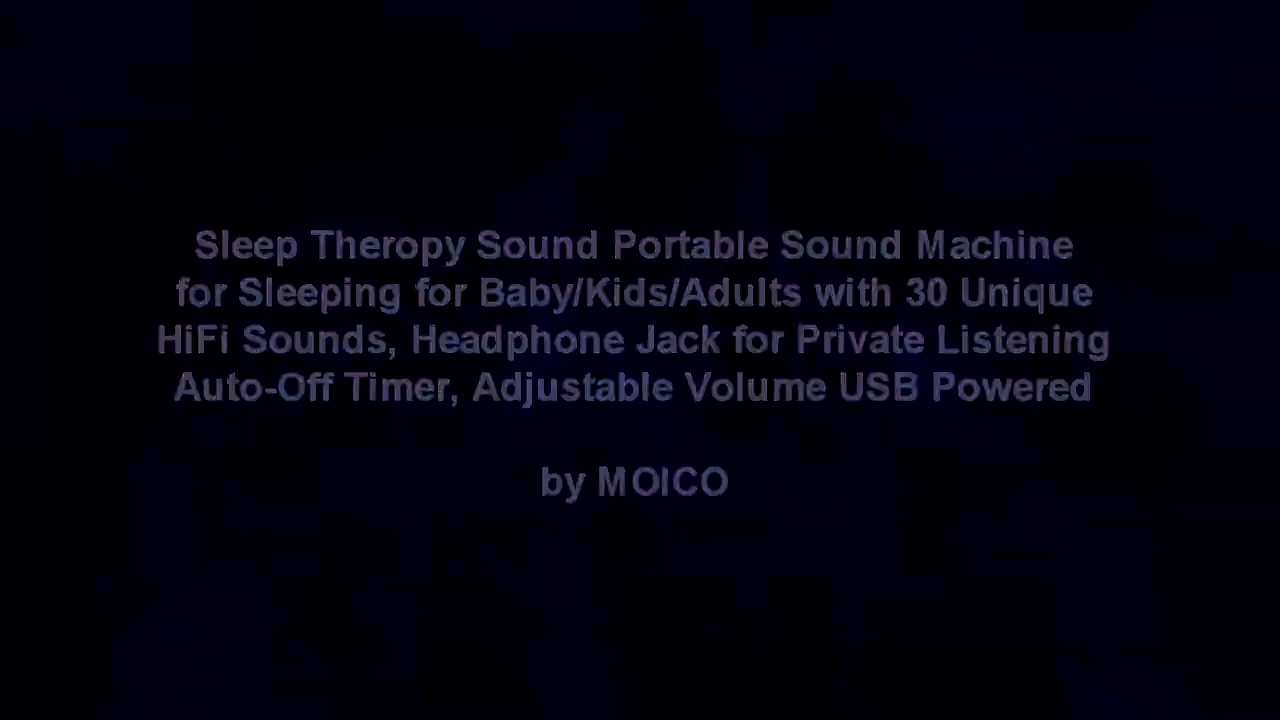 Sleep Theropy Sound Portable Sound Machine
for Sleeping for Baby/Kids/Adults with 30 Unique
HiFi Sounds, Headphone Jack for Private Listening
Auto-Off Timer, Adjustable Volume USB Powered
by MOICO